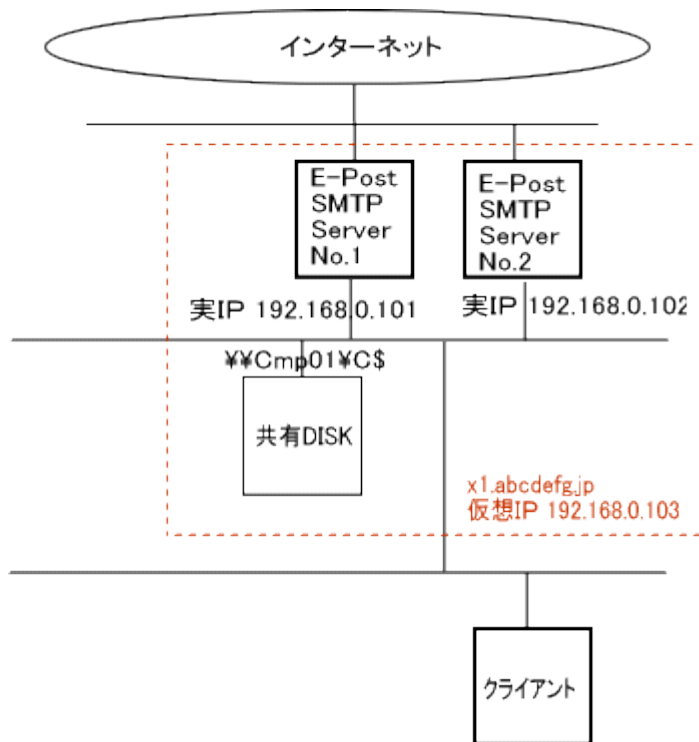 インターネット
E-Post
SMTP
Server
No.1
E-Post
SMTP
Server
No.2
実IP 192.168.0.101
実IP 192.168.0.102
¥¥Cmp01¥C$
共有DISK
x1.abcdefg.jp
仮想IP 192.168.0.103
クライアント